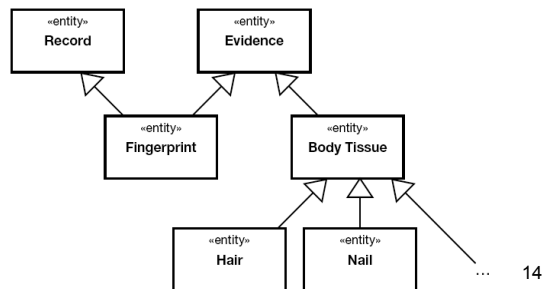 «entity»
Record
«entity»
Evidence
«entity»
Fingerprint
«entity»
Body Tissue
«entity»
Hair
«entity»
Nail
... 14